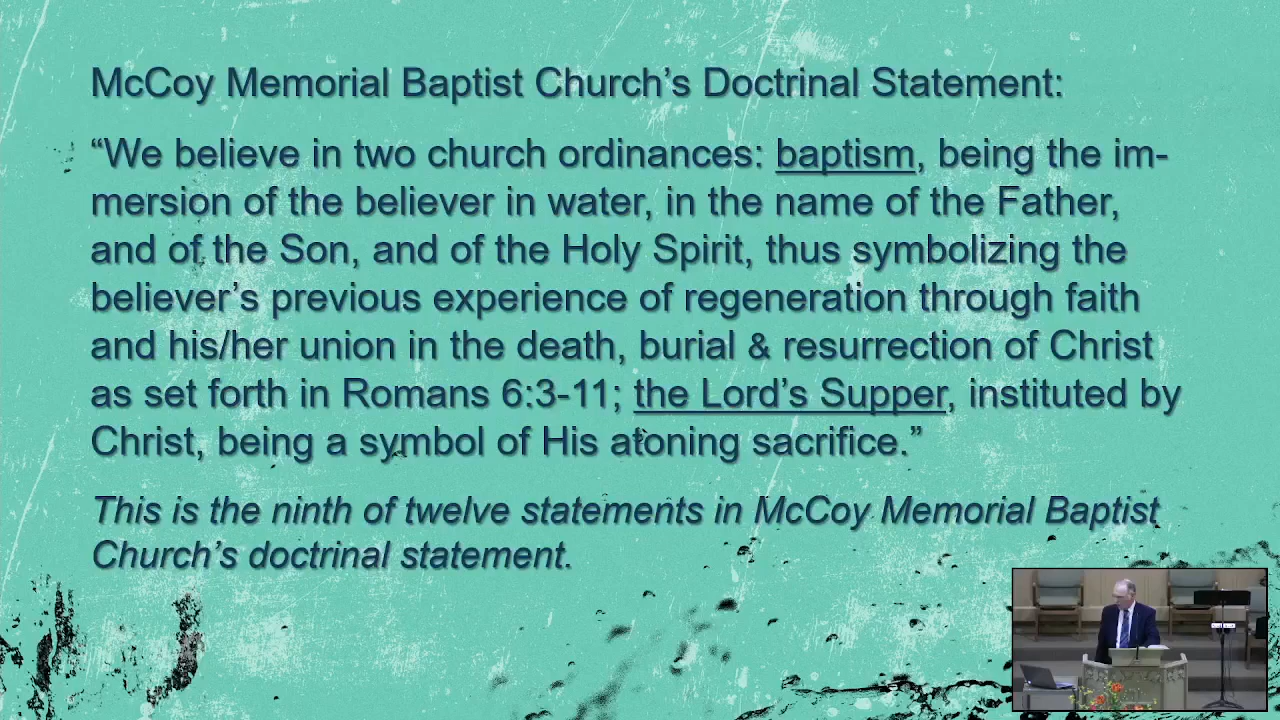 McCoy Memorial Baptist Church’s Doctrinal Statement:
“We believe in two church ordinances: baptism, being the im-
mersion of the believer in water, in the name of the Father,
and of the Son, and of the Holy Spirit, thus symbolizing the
believer’s previous experience of regeneration through faith
and his/her union in the death, burial & resurrection of Christ
as set forth in Romans 6:3-11; the Lord’s Supper, instituted by
Christ, being a symbol of His atoning sacrifice.”
This is the ninth of twelve statements in McCoy Memorial Baptist
Church’s doctrinal statement.